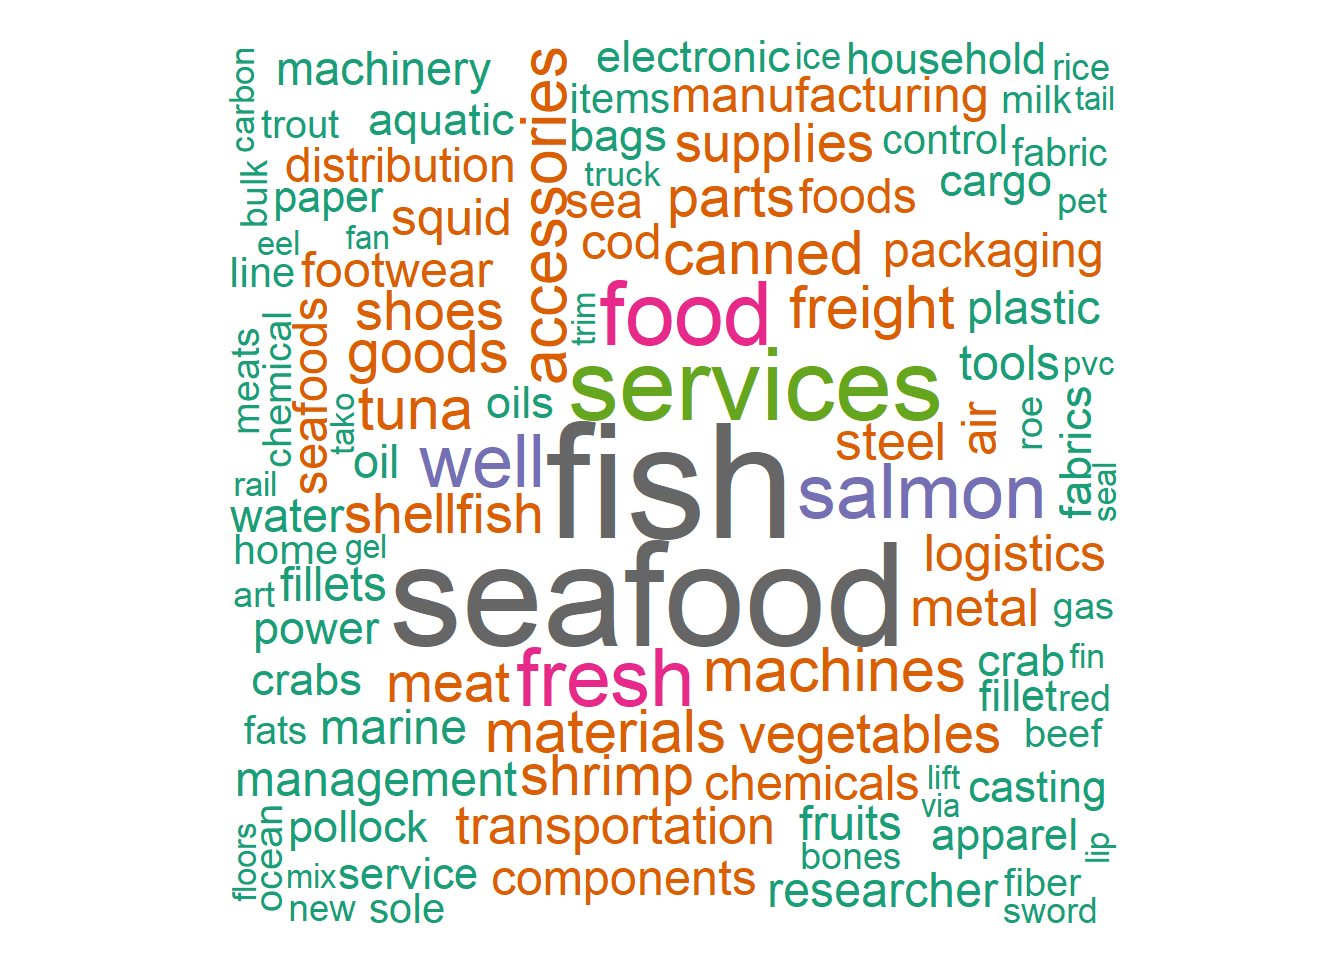 carbon
machinery
accessories
electronic
ice
household
rice
trout
aquatic
items
manufacturing
milk
tail
bags
supplies
control
fabric
distribution
truck
bulk
paper
squid
sea
parts
foods
cargo
pet
eel
fan
cod
canned
packaging
line
footwear
seafoods
shoes
trim
food
freight
plastic
meats
chemical
goods
services
tools
pvc
tako
tuna
oils
steel
air
roe
fabrics
oil
well
fish
salmon
seal
rail
water
shellfish
home
gel
seafood
logistics
art
fillets
metal
gas
power
crabs
meat
fresh
machines
crab
fin
fillet
red
fats
marine
materials
vegetables
beef
management
shrimp
chemicals
lift
casting
via
floors
ocean
pollock
transportation
fruits
apparel
lip
bones
mix
service
components
researcher
fiber
new
sole
sword